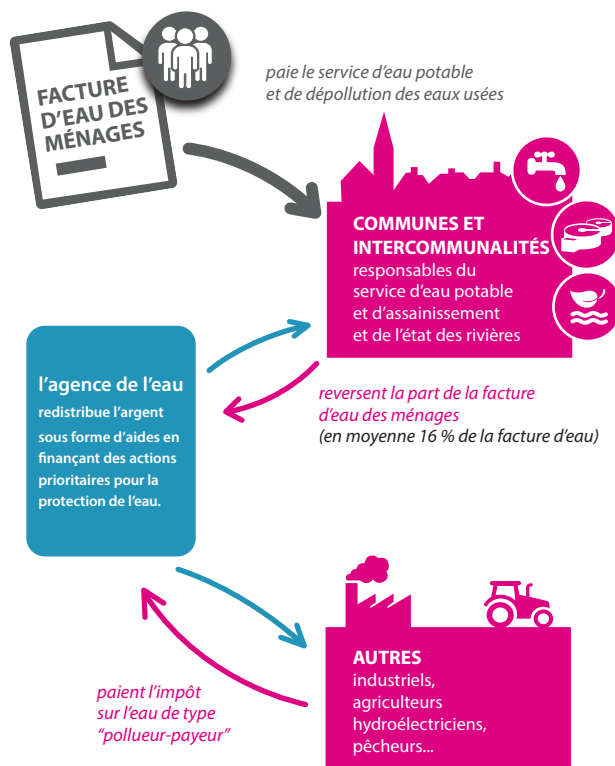 FACTURE
D'EAU DES
MÉNAGES
paie le service d'eau potable
et de dépollution des eaux usées
COMMUNES ET
INTERCOMMUNALITÉS
responsables du
service d'eau potable
et d'assainissement
et de l'état des rivières
l'agence de l'eau
redistribue l'argent
sous forme d'aides en
finançant des actions
prioritaires pour la
protection de l'eau.
reversent la part de la facture
d'eau des ménages
(en moyenne 16 % de la facture d'eau)
AUTRES
industriels,
agriculteurs
hydroélectriciens,
pêcheurs...
paient l'impôt
sur l'eau de type
“pollueur-payeur”